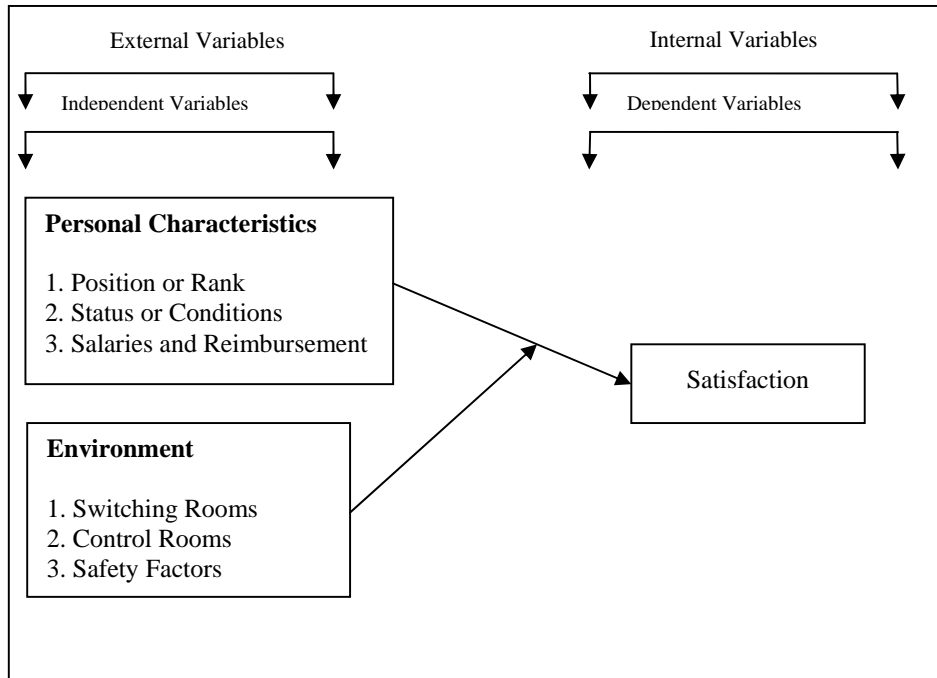 External Variables
Internal Variables
Independent Variables
Dependent Variables
Personal Characteristics
1. Position or Rank
2. Status or Conditions
3. Salaries and Reimbursement
Satisfaction
Environment
1. Switching Rooms
2. Control Rooms
3. Safety Factors